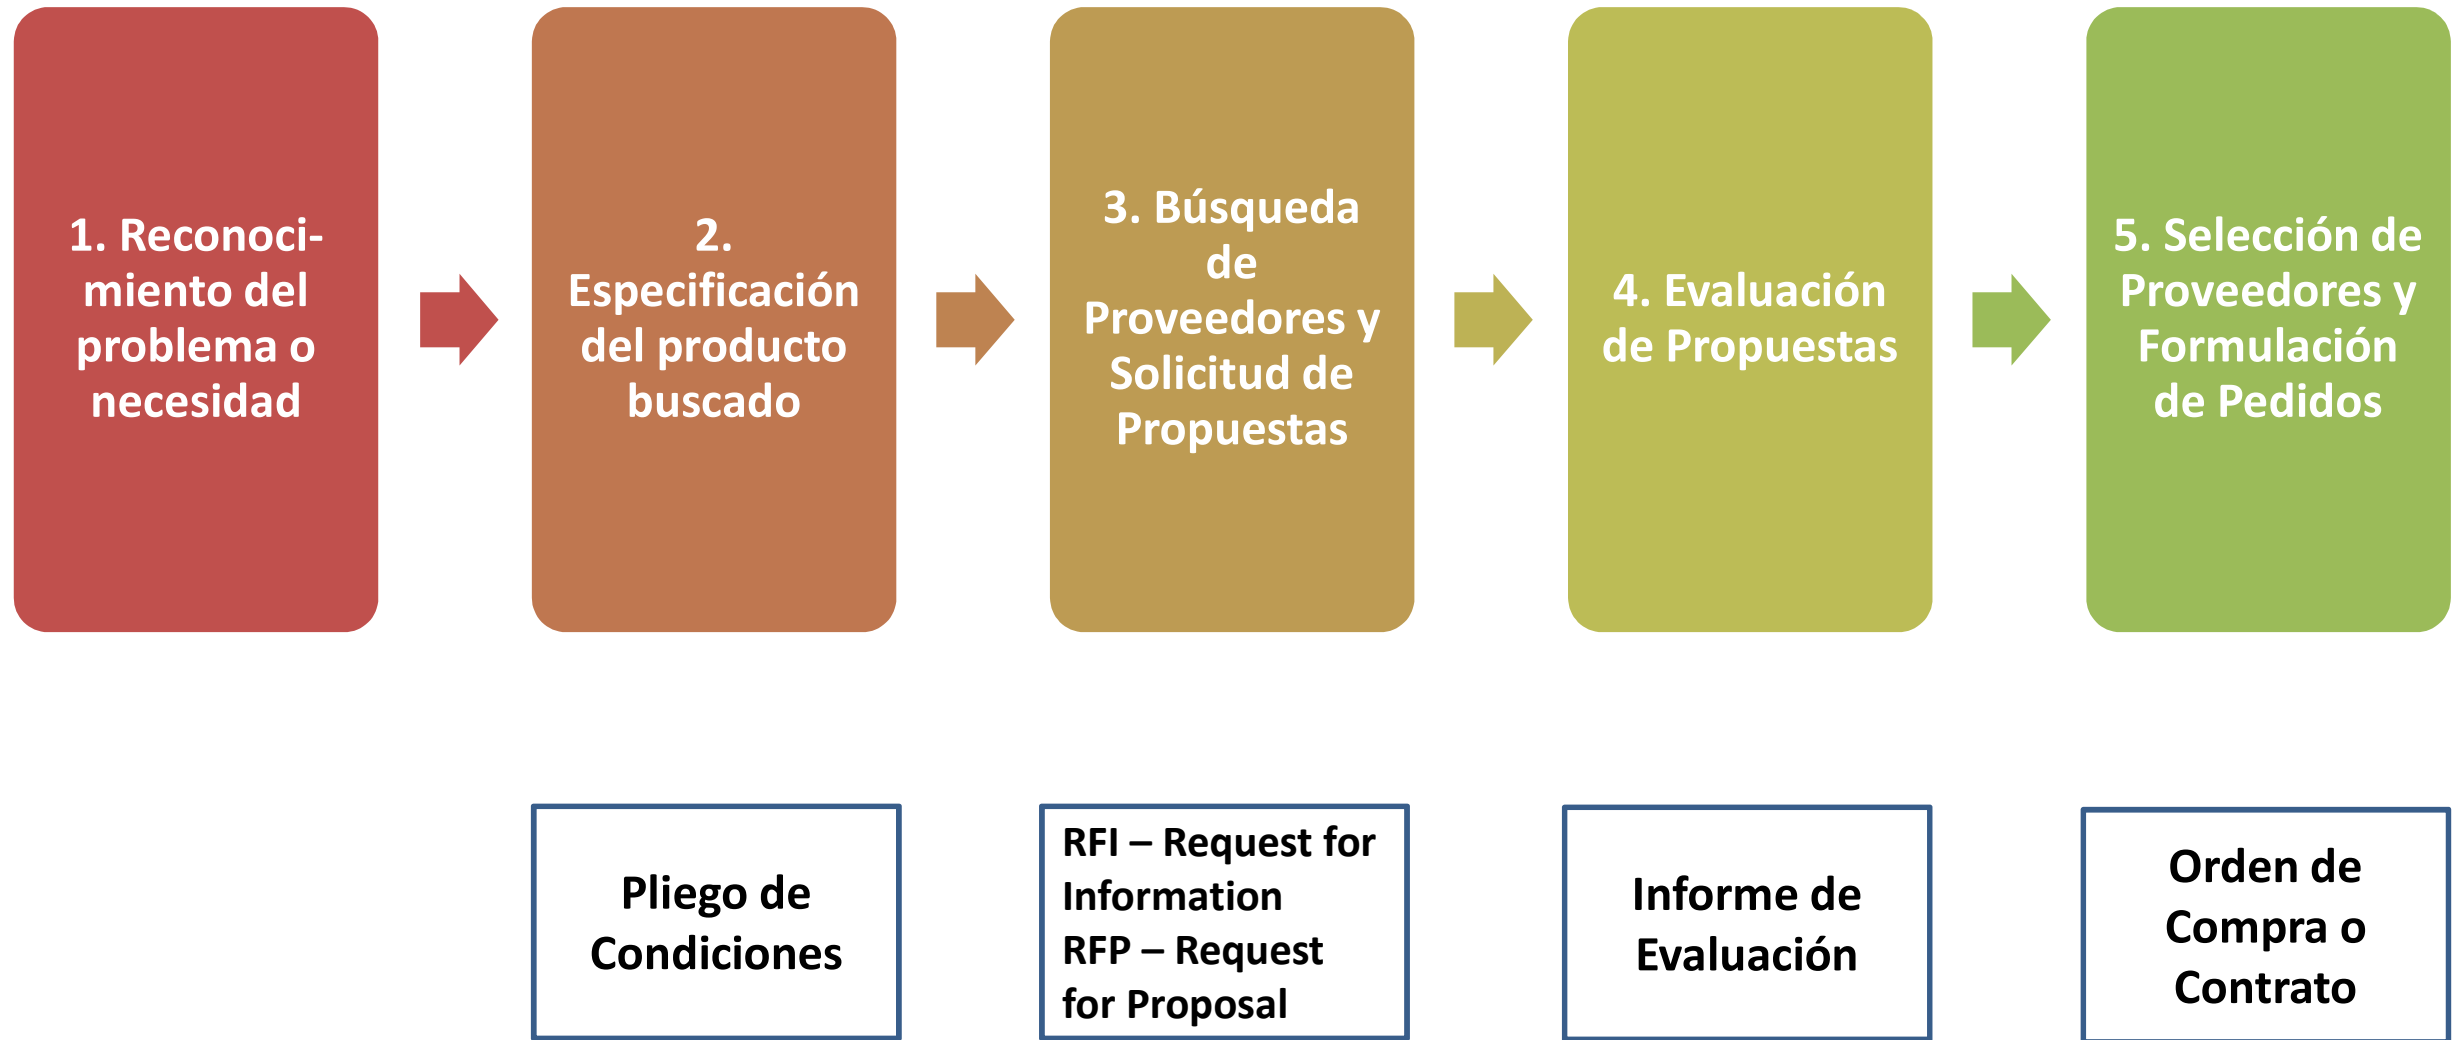 1. Reconoci-
miento del
problema o
necesidad
2.
Especificación
del producto
buscado
3. Búsqueda
de
Proveedores y
Solicitud de
Propuestas
4. Evaluación
de Propuestas
5. Selección de
Proveedores y
Formulación
de Pedidos
Pliego de
Condiciones
RFI – Request for
Information
RFP – Request
for Proposal
Informe de
Evaluación
Orden de
Compra o
Contrato